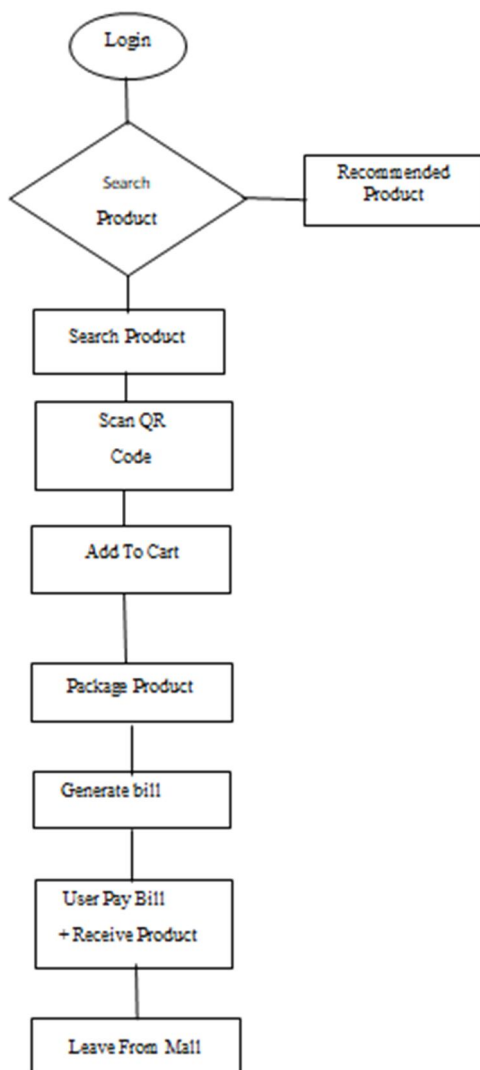 Login
Search
Product
Recommended
Product
Search Product
Scan QR
Code
Add To Cart
Package Product
Generate bill
User Pay Bill
+ Receive Product
Leave From Mall